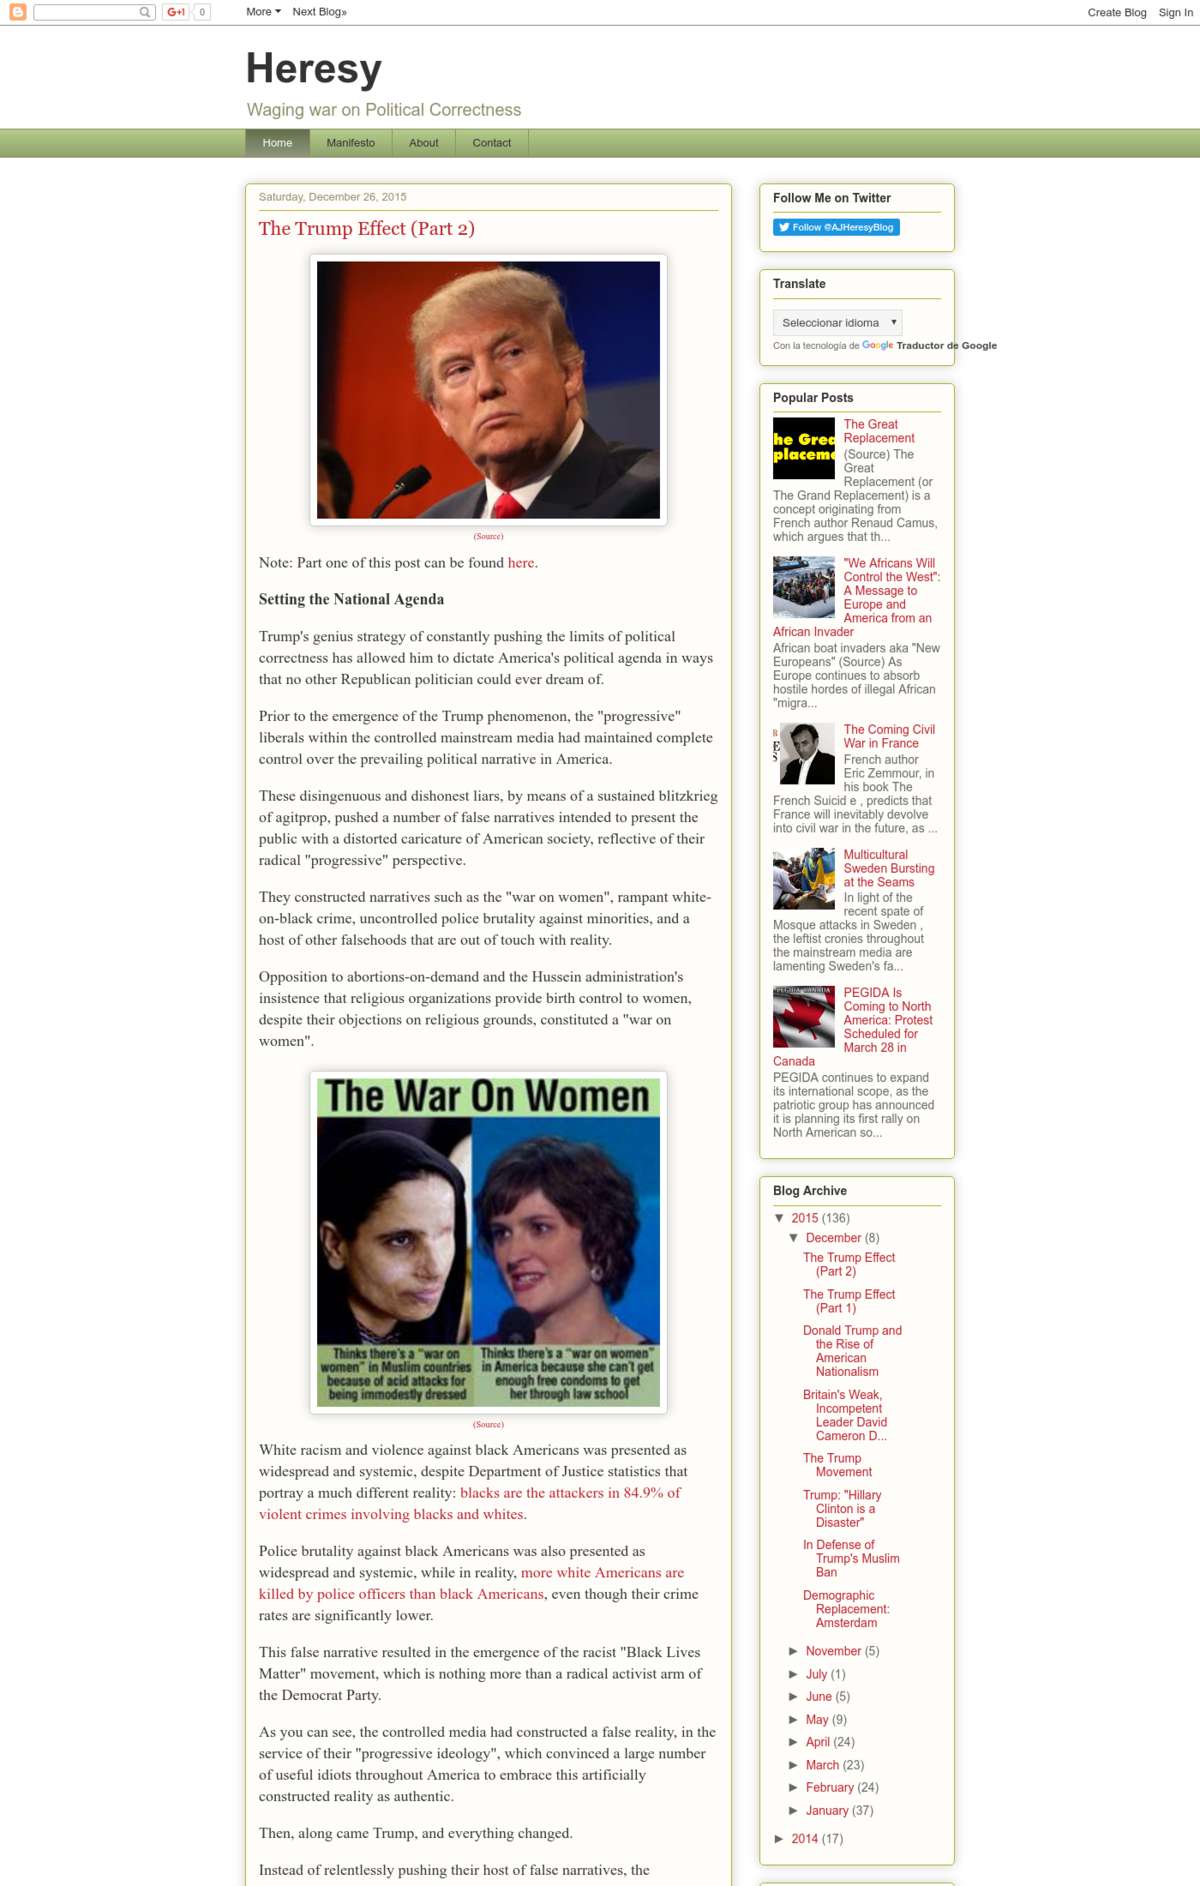 G+1 0 More Next Blog» Create Blog Sign In
Heresy
Waging war on Political Correctness
Home Manifesto About Contact
Saturday, December 26, 2015
The Trump Effect (Part 2)
(Source)
Note: Part one of this post can be found here.
Setting the National Agenda
Trump's genius strategy of constantly pushing the limits of political
correctness has allowed him to dictate America's political agenda in ways
that no other Republican politician could ever dream of.
Prior to the emergence of the Trump phenomenon, the "progressive"
liberals within the controlled mainstream media had maintained complete
control over the prevailing political narrative in America.
These disingenuous and dishonest liars, by means of a sustained blitzkrieg
of agitprop, pushed a number of false narratives intended to present the
public with a distorted caricature of American society, reflective of their
radical "progressive" perspective.
They constructed narratives such as the "war on women", rampant white-
on-black crime, uncontrolled police brutality against minorities, and a
host of other falsehoods that are out of touch with reality.
Opposition to abortions-on-demand and the Hussein administration's
insistence that religious organizations provide birth control to women,
despite their objections on religious grounds, constituted a "war on
women".
The War On Women
Thinks there's a "war on
women" in Muslim countries
because of acid attacks for
being immodestly dressed
Thinks there's a "war on women"
in America because she can't get
enough free condoms to get
her through law school
(Source)
White racism and violence against black Americans was presented as
widespread and systemic, despite Department of Justice statistics that
portray a much different reality: blacks are the attackers in 84.9% of
violent crimes involving blacks and whites.
Police brutality against black Americans was also presented as
widespread and systemic, while in reality, more white Americans are
killed by police officers than black Americans, even though their crime
rates are significantly lower.
This false narrative resulted in the emergence of the racist "Black Lives
Matter" movement, which is nothing more than a radical activist arm of
the Democrat Party.
As you can see, the controlled media had constructed a false reality, in the
service of their "progressive ideology", which convinced a large number
of useful idiots throughout America to embrace this artificially
constructed reality as authentic.
Then, along came Trump, and everything changed.
Instead of relentlessly pushing their host of false narratives, the
Follow Me on Twitter
Follow @AJHeresyBlog
Translate
Seleccionar idioma
Con la tecnología de Google Traductor de Google
Popular Posts
he Grea
placeme
The Great
Replacement
(Source) The
Great
Replacement (or
The Grand Replacement) is a
concept originating from
French author Renaud Camus,
which argues that th...
"We Africans Will
Control the West":
A Message to
Europe and
America from an
African Invader
African boat invaders aka "New
Europeans" (Source) As
Europe continues to absorb
hostile hordes of illegal African
"migra...
The Coming Civil
War in France
French author
Eric Zemmour, in
his book The
French Suicid e , predicts that
France will inevitably devolve
into civil war in the future, as ...
Multicultural
Sweden Bursting
at the Seams
In light of the
recent spate of
Mosque attacks in Sweden ,
the leftist cronies throughout
the mainstream media are
lamenting Sweden's fa...
PEGIDA CANADA
PEGIDA Is
Coming to North
America: Protest
Scheduled for
March 28 in
Canada
PEGIDA continues to expand
its international scope, as the
patriotic group has announced
it is planning its first rally on
North American so...
Blog Archive
▼ 2015 (136)
▼ December (8)
The Trump Effect
(Part 2)
The Trump Effect
(Part 1)
Donald Trump and
the Rise of
American
Nationalism
Britain's Weak,
Incompetent
Leader David
Cameron D...
The Trump
Movement
Trump: "Hillary
Clinton is a
Disaster"
In Defense of
Trump's Muslim
Ban
Demographic
Replacement:
Amsterdam
► November (5)
► July (1)
► June (5)
► May (9)
► April (24)
► March (23)
► February (24)
► January (37)
► 2014 (17)